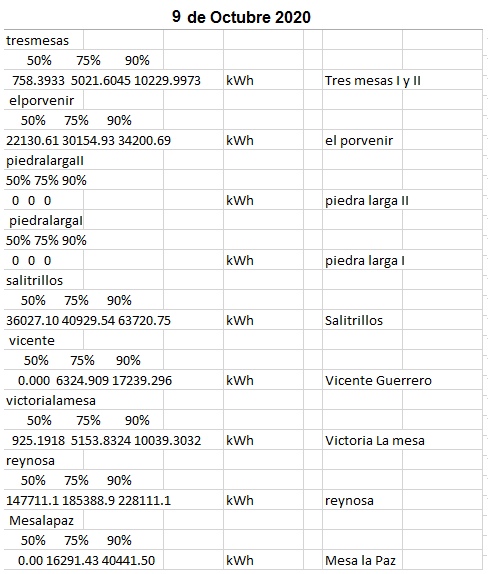 9 de Octubre 2020
tresmesas
50% 75% 90%
758.3933 5021.6045 10229.9973 kWh Tres mesas I y II
elporvenir
50% 75% 90%
22130.61 30154.93 34200.69 kWh el porvenir
piedralargaII
50% 75% 90%
0 0 0 kWh piedra larga II
piedralargaI
50% 75% 90%
0 0 0 kWh piedra larga I
salitrillos
50% 75% 90%
36027.10 40929.54 63720.75 kWh Salitrillos
vicente
50% 75% 90%
0.000 6324.909 17239.296 kWh Vicente Guerrero
victorialamesa
50% 75% 90%
925.1918 5153.8324 10039.3032 kWh Victoria La mesa
reynosa
50% 75% 90%
147711.1 185388.9 228111.1 kWh reynosa
Mesalapaz
50% 75% 90%
0.00 16291.43 40441.50 kWh Mesa la Paz